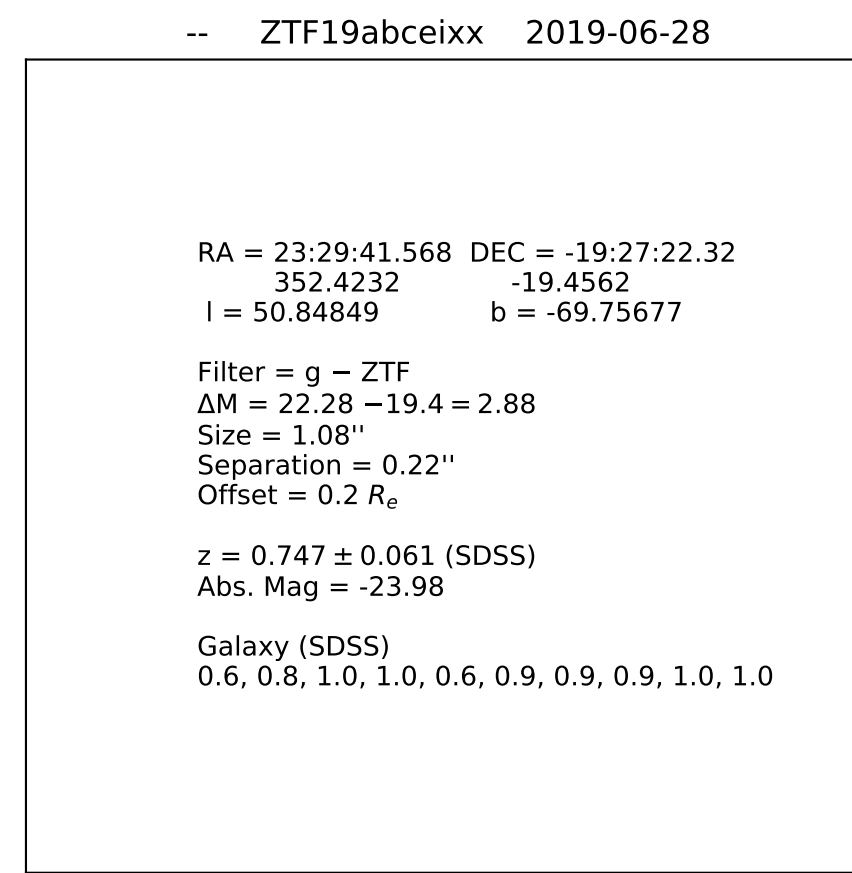 -- ZTF19abceixx 2019-06-28
RA = 23:29:41.568 DEC = -19:27:22.32
352.4232 -19.4562
l = 50.84849 b = -69.75677
Filter = g − ZTF
ΔM = 22.28 −19.4 = 2.88
Size = 1.08''
Separation = 0.22''
Offset = 0.2 Rₑ
z = 0.747 ± 0.061 (SDSS)
Abs. Mag = -23.98
Galaxy (SDSS)
0.6, 0.8, 1.0, 1.0, 0.6, 0.9, 0.9, 0.9, 1.0, 1.0